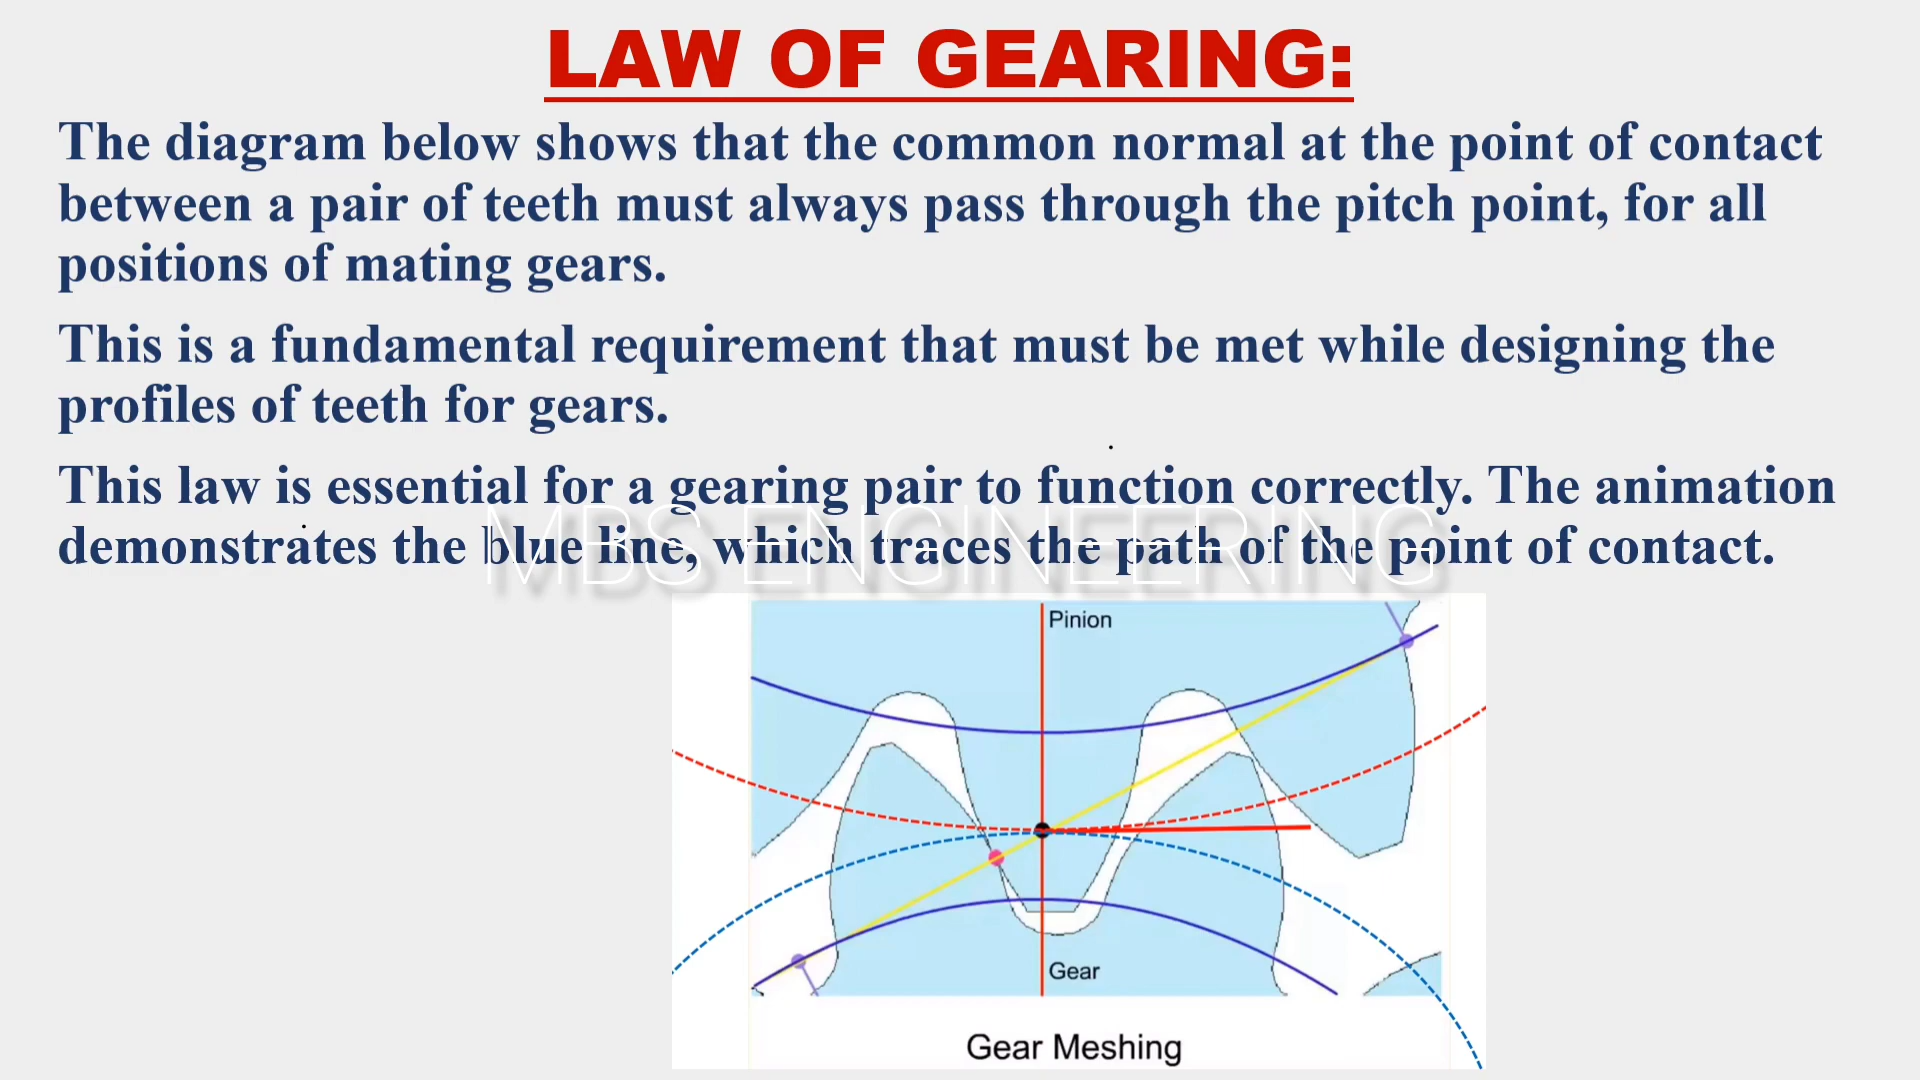 LAW OF GEARING:
The diagram below shows that the common normal at the point of contact
between a pair of teeth must always pass through the pitch point, for all
positions of mating gears.
This is a fundamental requirement that must be met while designing the
profiles of teeth for gears.
This law is essential for a gearing pair to function correctly. The animation
demonstrates the blue line, which traces the path of the point of contact.
MBS ENGINEERING
Pinion
Gear
Gear Meshing